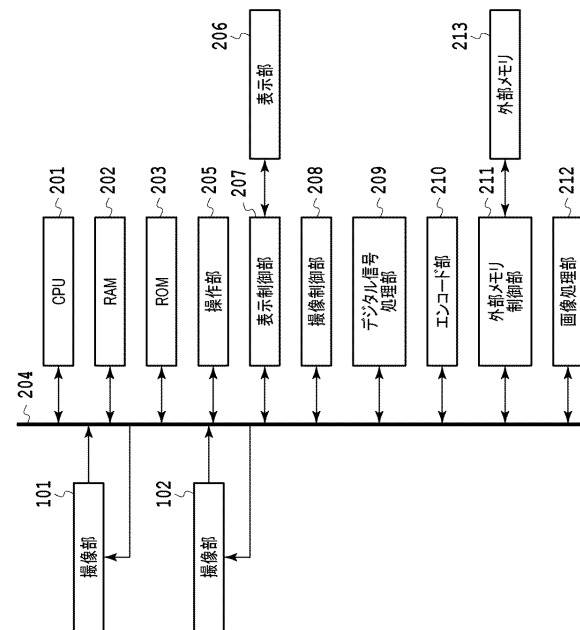 206
表示部
213
外部メモリ
201
CPU
202
RAM
203
ROM
205
操作部
207
表示制御部
208
撮像制御部
209
デジタル信号
処理部
210
エンコード部
211
外部メモリ
制御部
212
画像処理部
204
101
撮像部
102
撮像部